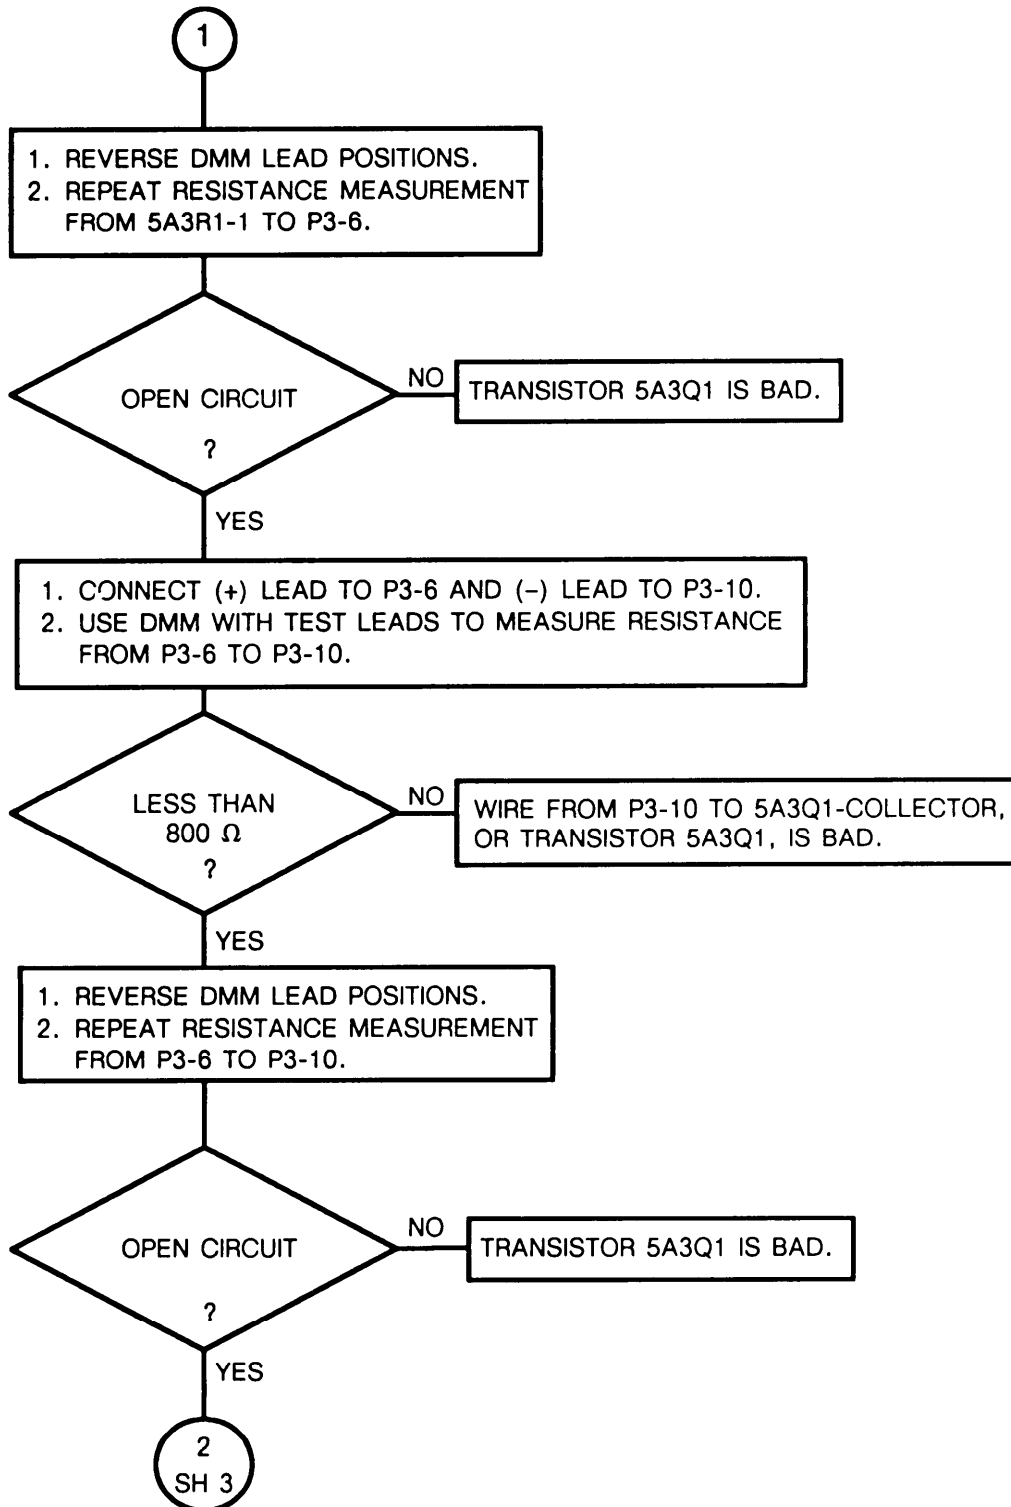 1
1. REVERSE DMM LEAD POSITIONS.
2. REPEAT RESISTANCE MEASUREMENT
FROM 5A3R1-1 TO P3-6.
OPEN CIRCUIT
?
NO
TRANSISTOR 5A3Q1 IS BAD.
YES
1. CONNECT (+) LEAD TO P3-6 AND (–) LEAD TO P3-10.
2. USE DMM WITH TEST LEADS TO MEASURE RESISTANCE
FROM P3-6 TO P3-10.
LESS THAN
800 Ω
?
NO
WIRE FROM P3-10 TO 5A3Q1-COLLECTOR,
OR TRANSISTOR 5A3Q1, IS BAD.
YES
1. REVERSE DMM LEAD POSITIONS.
2. REPEAT RESISTANCE MEASUREMENT
FROM P3-6 TO P3-10.
OPEN CIRCUIT
?
NO
TRANSISTOR 5A3Q1 IS BAD.
YES
2
SH 3